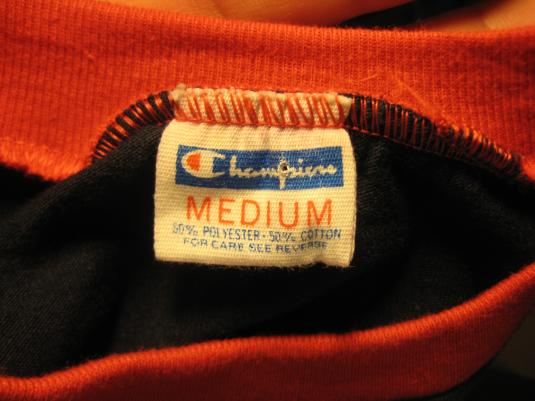 Champion
MEDIUM
50% POLYESTER - 50% COTTON
FOR CARE SEE REVERSE